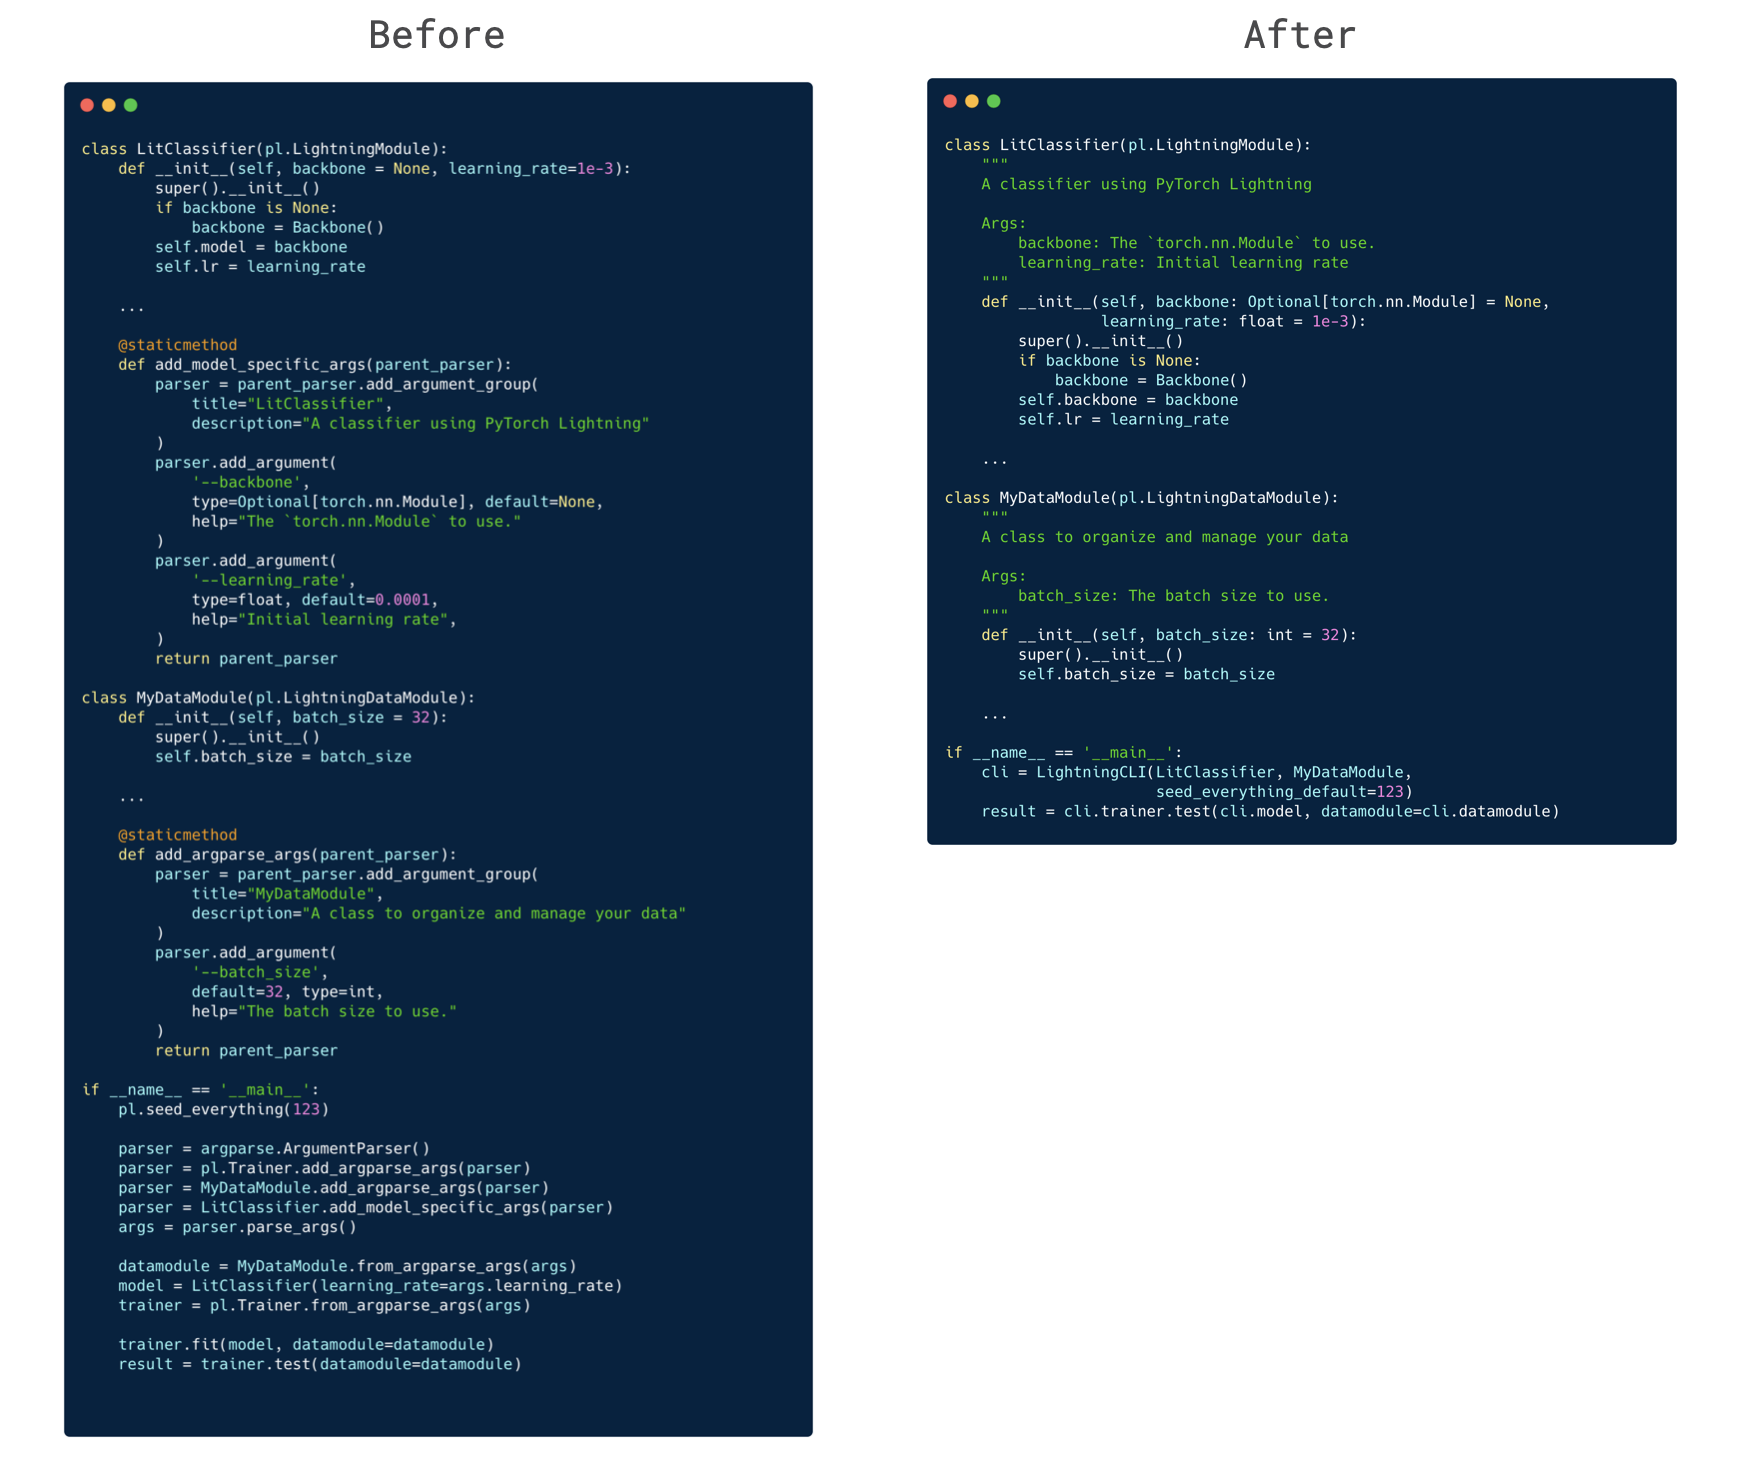 Before
class LitClassifier(pl.LightningModule):
    def __init__(self, backbone = None, learning_rate=1e-3):
        super().__init__()
        if backbone is None:
            backbone = Backbone()
        self.model = backbone
        self.lr = learning_rate

    ...

    @staticmethod
    def add_model_specific_args(parent_parser):
        parser = parent_parser.add_argument_group(
            title="LitClassifier",
            description="A classifier using PyTorch Lightning"
        )
        parser.add_argument(
            '--backbone',
            type=Optional[torch.nn.Module], default=None,
            help="The `torch.nn.Module` to use."
        )
        parser.add_argument(
            '--learning_rate',
            type=float, default=0.0001,
            help="Initial learning rate",
        )
        return parent_parser

class MyDataModule(pl.LightningDataModule):
    def __init__(self, batch_size = 32):
        super().__init__()
        self.batch_size = batch_size

    ...

    @staticmethod
    def add_argparse_args(parent_parser):
        parser = parent_parser.add_argument_group(
            title="MyDataModule",
            description="A class to organize and manage your data"
        )
        parser.add_argument(
            '--batch_size',
            default=32, type=int,
            help="The batch size to use."
        )
        return parent_parser

if __name__ == '__main__':
    pl.seed_everything(123)

    parser = argparse.ArgumentParser()
    parser = pl.Trainer.add_argparse_args(parser)
    parser = MyDataModule.add_argparse_args(parser)
    parser = LitClassifier.add_model_specific_args(parser)
    args = parser.parse_args()

    datamodule = MyDataModule.from_argparse_args(args)
    model = LitClassifier(learning_rate=args.learning_rate)
    trainer = pl.Trainer.from_argparse_args(args)

    trainer.fit(model, datamodule=datamodule)
    result = trainer.test(datamodule=datamodule)

After
class LitClassifier(pl.LightningModule):
    """
    A classifier using PyTorch Lightning

    Args:
        backbone: The `torch.nn.Module` to use.
        learning_rate: Initial learning rate
    """
    def __init__(self, backbone: Optional[torch.nn.Module] = None,
                 learning_rate: float = 1e-3):
        super().__init__()
        if backbone is None:
            backbone = Backbone()
        self.backbone = backbone
        self.lr = learning_rate

    ...

class MyDataModule(pl.LightningDataModule):
    """
    A class to organize and manage your data

    Args:
        batch_size: The batch size to use.
    """
    def __init__(self, batch_size: int = 32):
        super().__init__()
        self.batch_size = batch_size

    ...

if __name__ == '__main__':
    cli = LightningCLI(LitClassifier, MyDataModule,
                       seed_everything_default=123)
    result = cli.trainer.test(cli.model, datamodule=cli.datamodule)